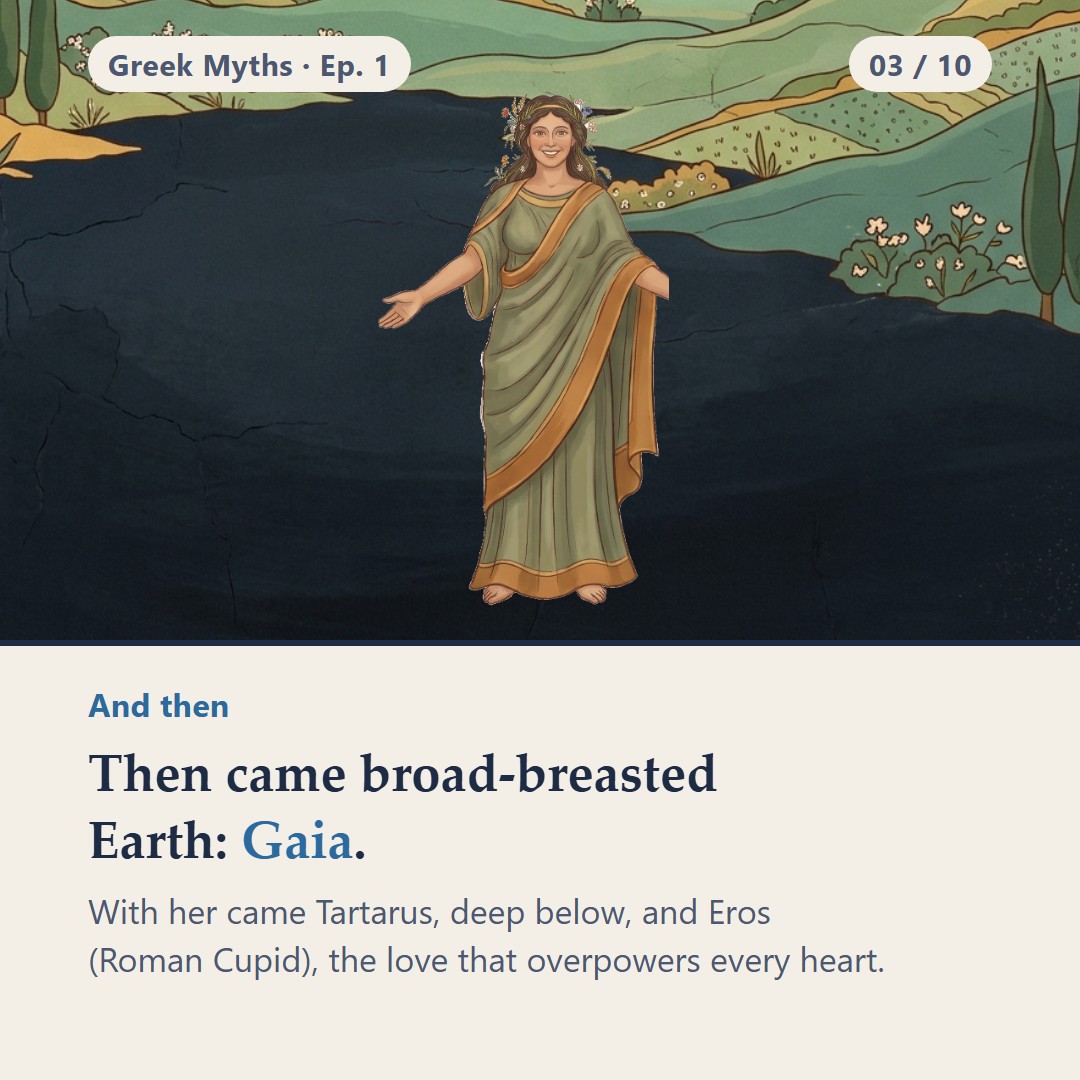 Greek Myths · Ep. 1
03 / 10
And then
Then came broad-breasted
Earth: Gaia.
With her came Tartarus, deep below, and Eros
(Roman Cupid), the love that overpowers every heart.